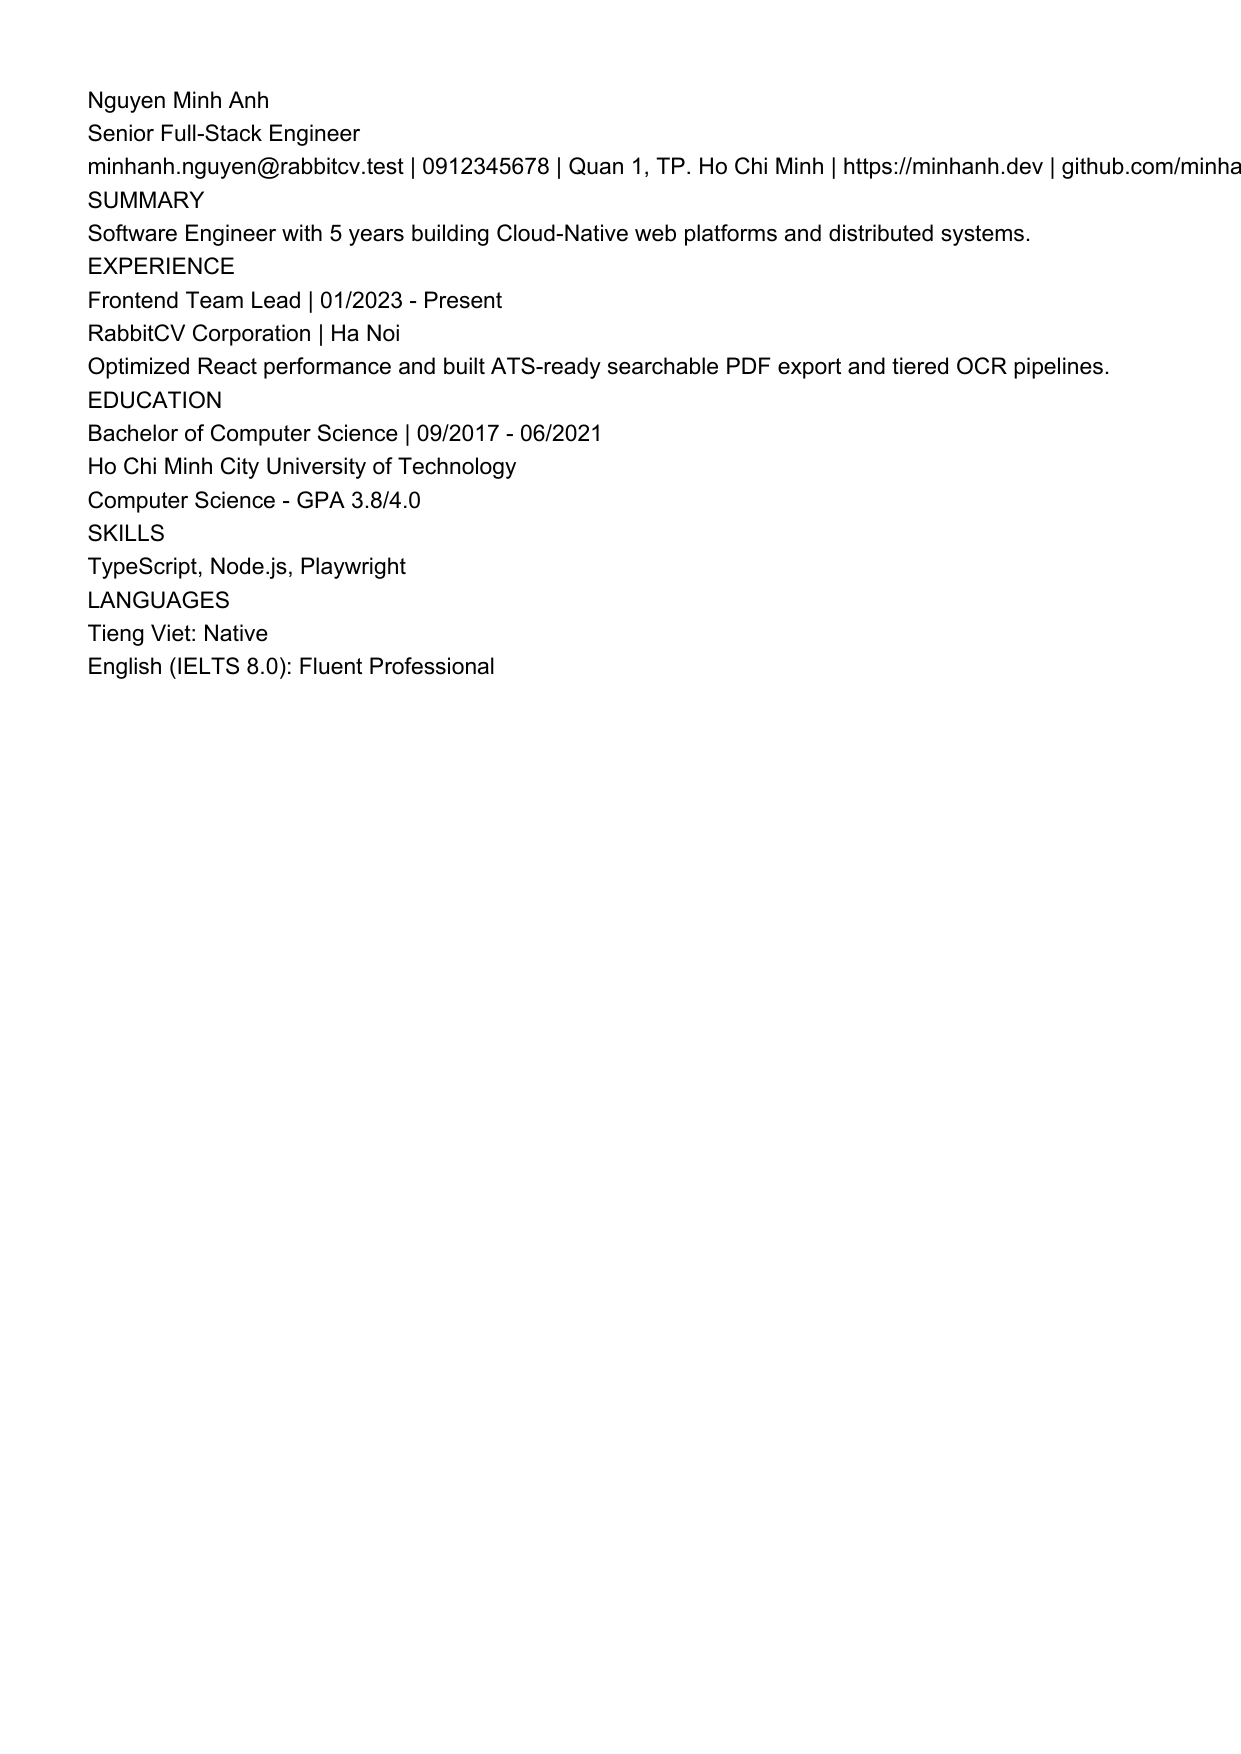 Nguyen Minh Anh
Senior Full-Stack Engineer
minhanh.nguyen@rabbitcv.test | 0912345678 | Quan 1, TP. Ho Chi Minh | https://minhanh.dev | github.com/minha
SUMMARY
Software Engineer with 5 years building Cloud-Native web platforms and distributed systems.
EXPERIENCE
Frontend Team Lead | 01/2023 - Present
RabbitCV Corporation | Ha Noi
Optimized React performance and built ATS-ready searchable PDF export and tiered OCR pipelines.
EDUCATION
Bachelor of Computer Science | 09/2017 - 06/2021
Ho Chi Minh City University of Technology
Computer Science - GPA 3.8/4.0
SKILLS
TypeScript, Node.js, Playwright
LANGUAGES
Tieng Viet: Native
English (IELTS 8.0): Fluent Professional